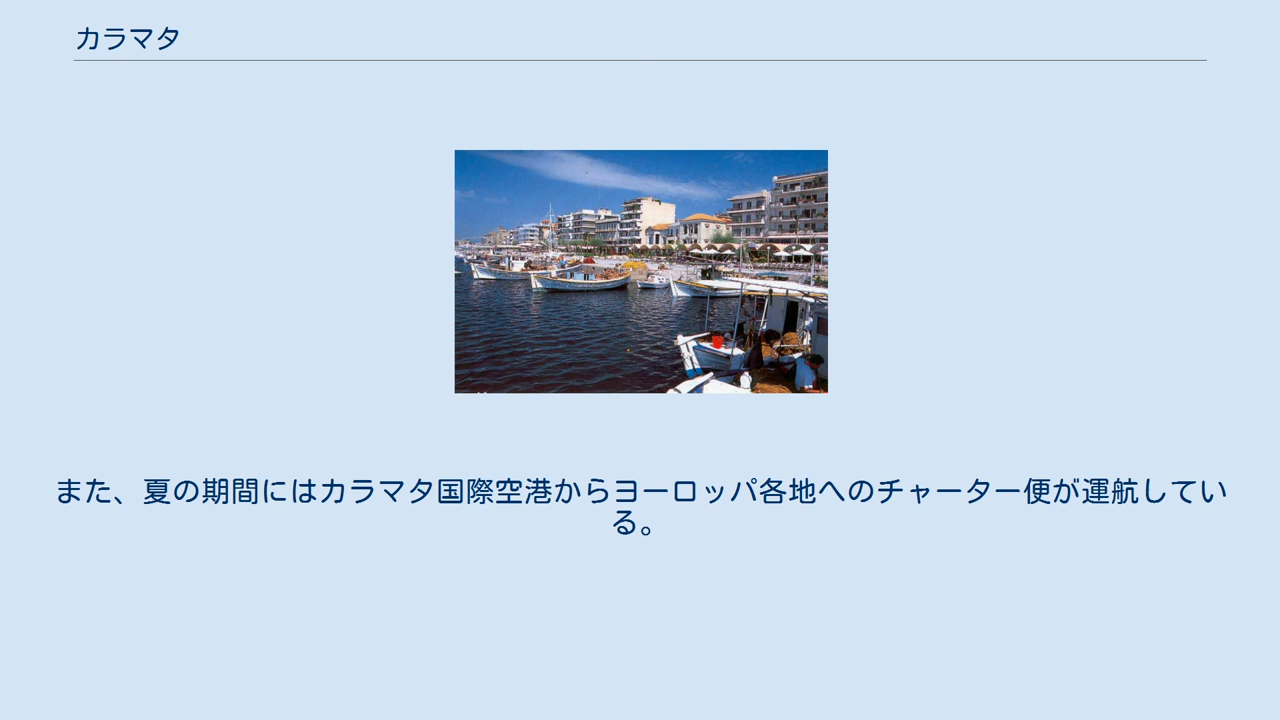 カラマタ
また、夏の期間にはカラマタ国際空港からヨーロッパ各地へのチャーター便が運航してい
る。